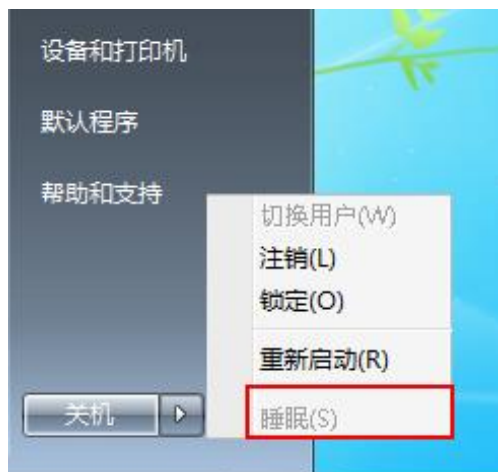 设备和打印机
默认程序
帮助和支持
切换用户(W)
注销(L)
锁定(O)
重新启动(R)
关机
睡眠(S)